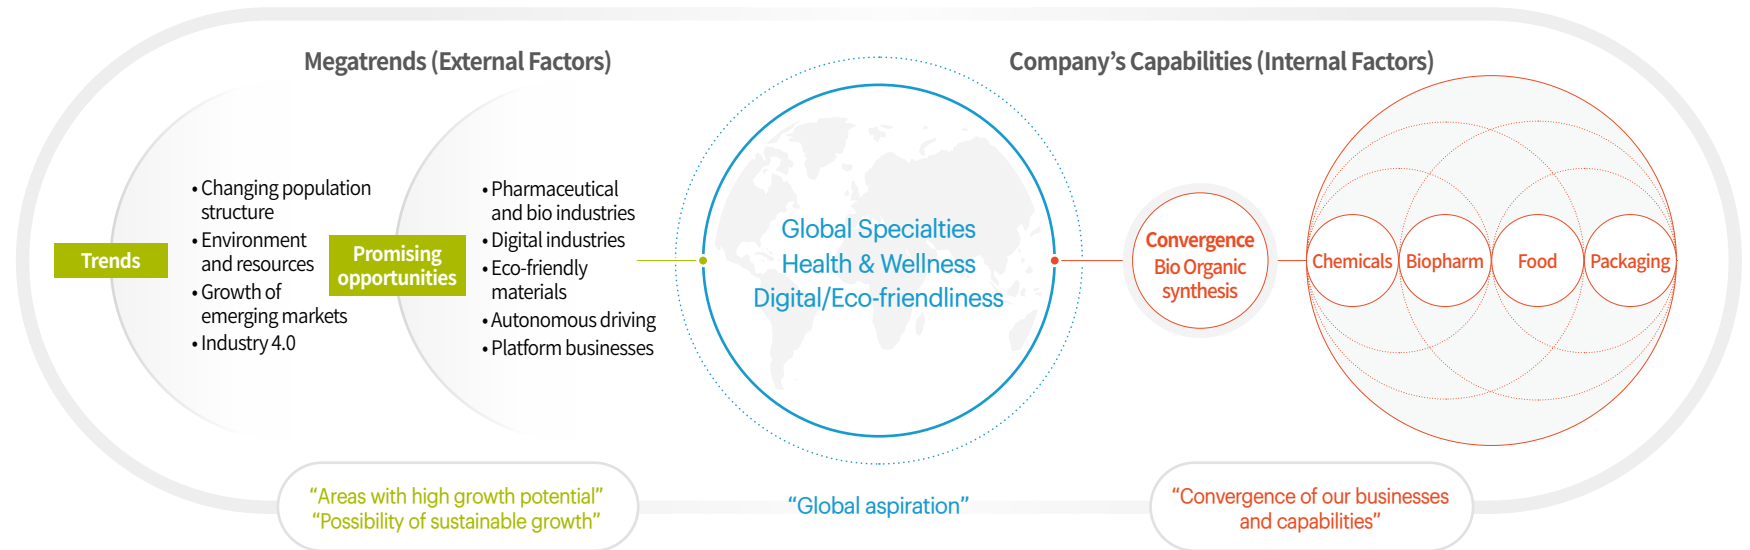 Megatrends (External Factors)
Company’s Capabilities (Internal Factors)
Trends
• Changing population
structure
• Environment
and resources
• Growth of
emerging markets
• Industry 4.0
Promising
opportunities
• Pharmaceutical
and bio industries
• Digital industries
• Eco-friendly
materials
• Autonomous driving
• Platform businesses
Global Specialties
Health & Wellness
Digital/Eco-friendliness
Convergence
Bio Organic
synthesis
Chemicals
Biopharm
Food
Packaging
“Areas with high growth potential”
“Possibility of sustainable growth”
“Global aspiration”
“Convergence of our businesses
and capabilities”